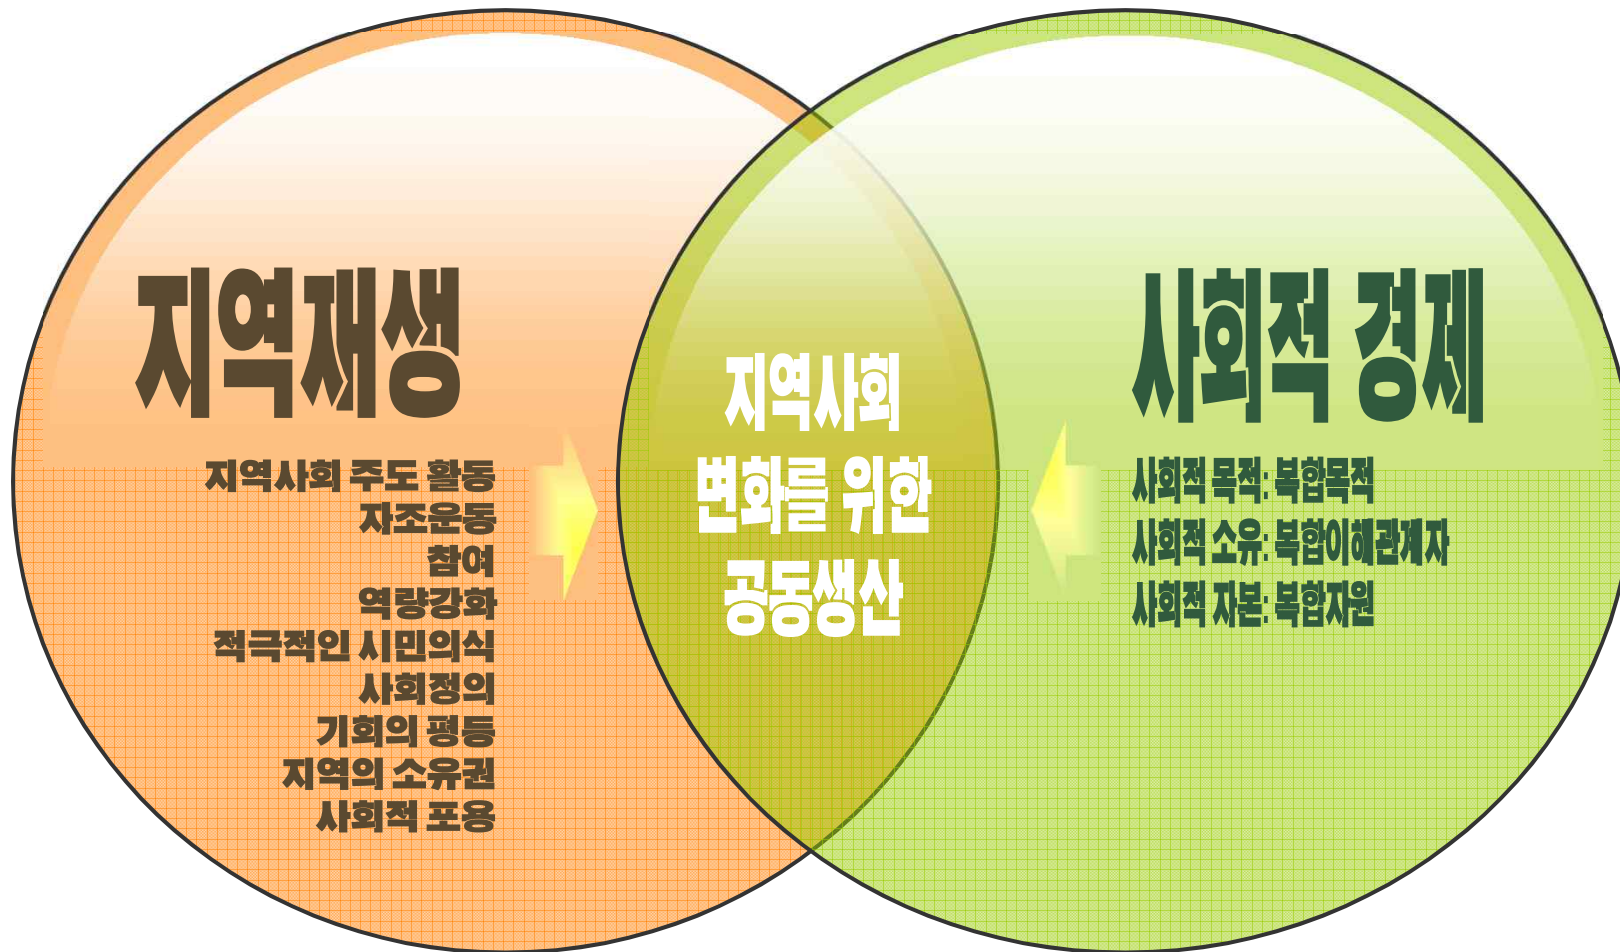 지역재생
지역사회 주도 활동
자조운동
참여
역량강화
적극적인 시민의식
사회정의
기회의 평등
지역의 소유권
사회적 포용
지역사회
변화를 위한
공동생산
사회적 경제
사회적 목적: 복합목적
사회적 소유: 복합이해관계자
사회적 자본: 복합자원